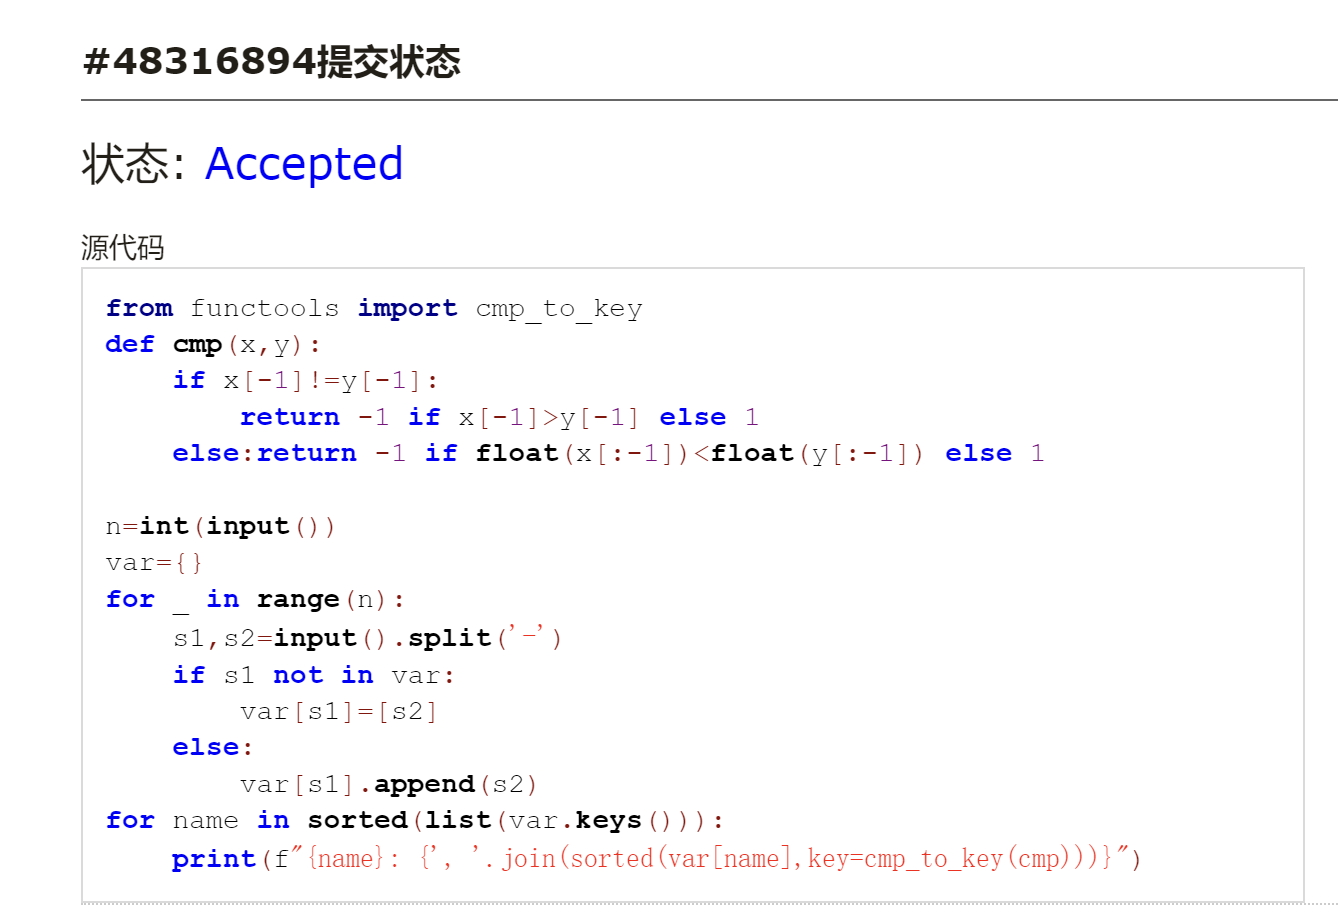 #48316894提交状态
状态: Accepted
源代码
from functools import cmp_to_key
def cmp(x,y):
    if x[-1]!=y[-1]:
        return -1 if x[-1]>y[-1] else 1
    else:return -1 if float(x[:-1])<float(y[:-1]) else 1

n=int(input())
var={}
for _ in range(n):
    s1,s2=input().split('-')
    if s1 not in var:
        var[s1]=[s2]
    else:
        var[s1].append(s2)
for name in sorted(list(var.keys())):
    print(f"{name}: {', '.join(sorted(var[name],key=cmp_to_key(cmp)))}")